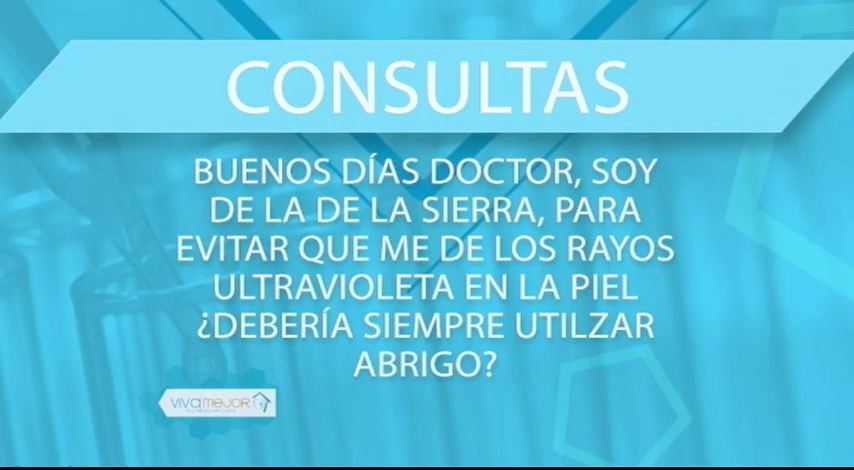 CONSULTAS
BUENOS DÍAS DOCTOR, SOY
DE LA DE LA SIERRA, PARA
EVITAR QUE ME DE LOS RAYOS
ULTRAVIOLETA EN LA PIEL
¿DEBERÍA SIEMPRE UTILZAR
ABRIGO?
VIVAMEJOR